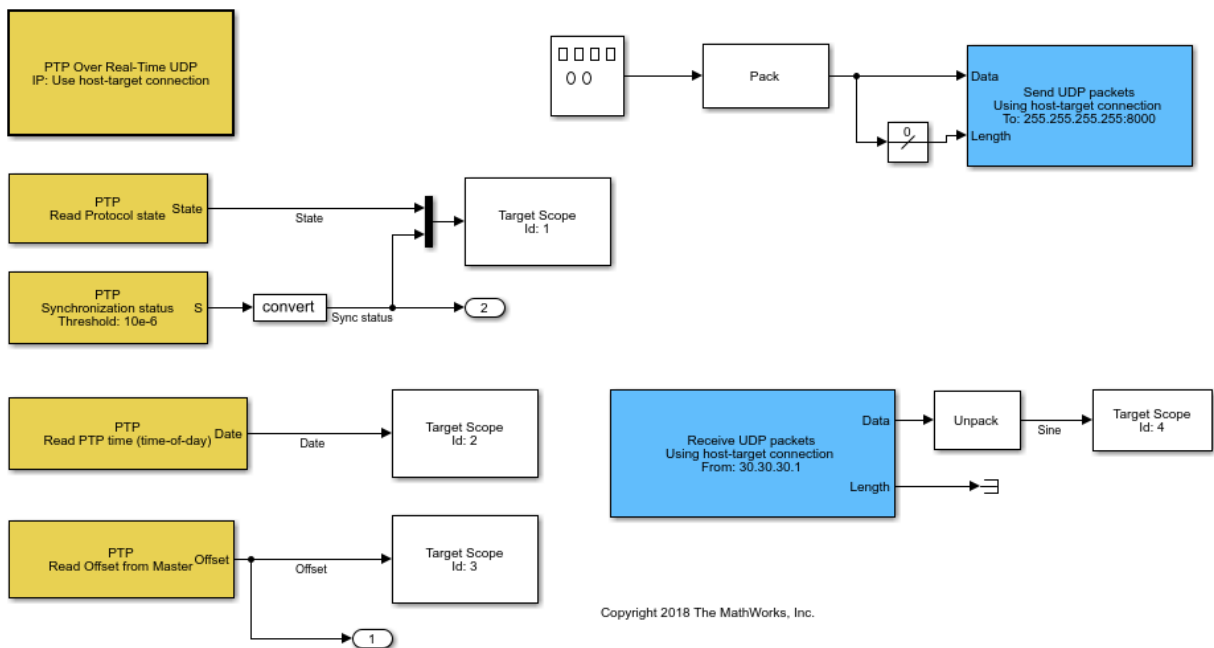 PTP Over Real-Time UDP
IP: Use host-target connection
Pack
Data
Length
Send UDP packets
Using host-target connection
To: 255.255.255.255:8000
0
PTP
Read Protocol state
State
State
Target Scope
Id: 1
PTP
Synchronization status
Threshold: 10e-6
S
convert
Sync status
2
PTP
Read PTP time (time-of-day)
Date
Date
Target Scope
Id: 2
Receive UDP packets
Using host-target connection
From: 30.30.30.1
Data
Length
Unpack
Sine
Target Scope
Id: 4
PTP
Read Offset from Master
Offset
Offset
Target Scope
Id: 3
1
Copyright 2018 The MathWorks, Inc.